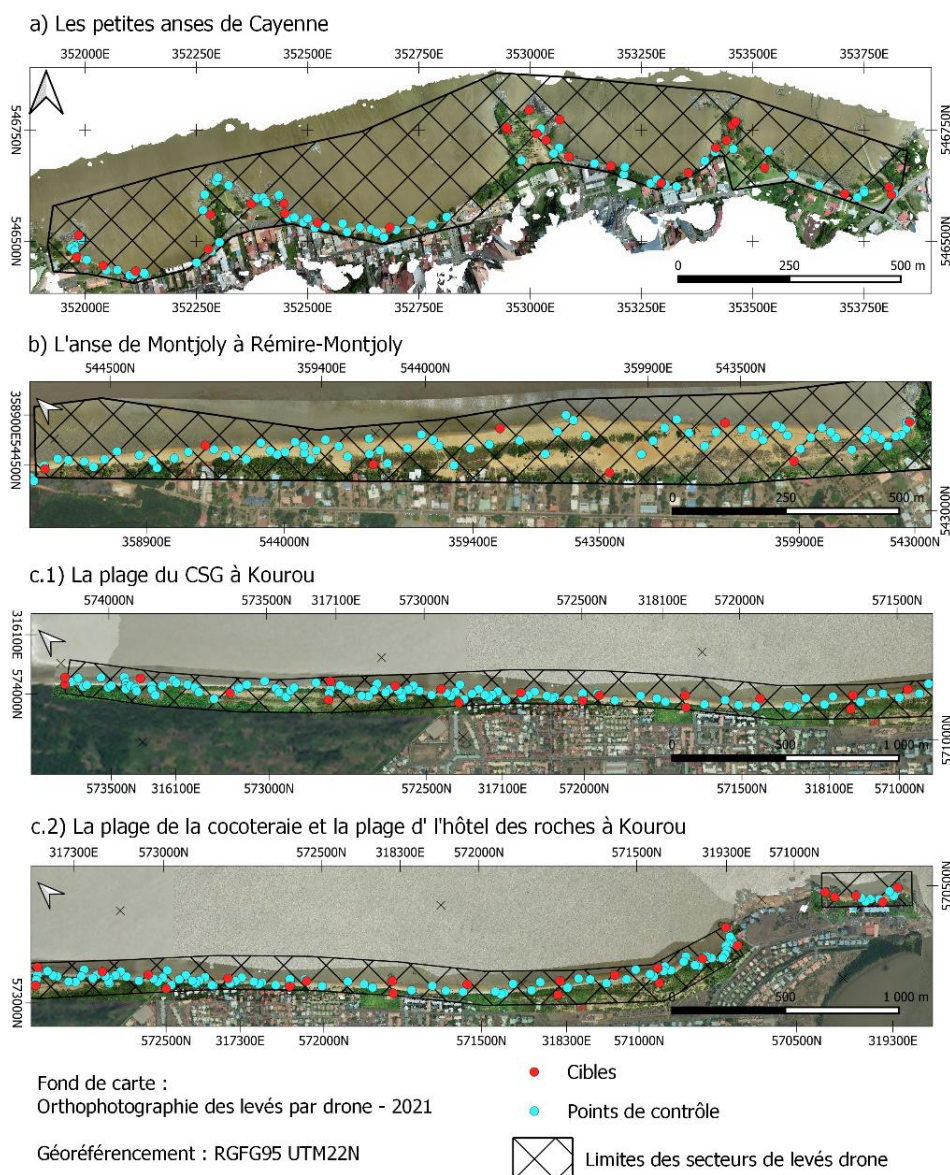 a) Les petites anses de Cayenne
352000E 352250E 352500E 352750E 353000E 353250E 353500E 353750E
546750N 546750N
546500N 546500N
0 250 500 m
352000E 352250E 352500E 352750E 353000E 353250E 353500E 353750E
b) L'anse de Montjoly à Rémire-Montjoly
544500N 359400E 544000N 359900E 543500N
358900E
544500N
0 250 500 m
543000N
358900E 544000N 359400E 543500N 359900E 543000N
c.1) La plage du CSG à Kourou
574000N 573500N 317100E 573000N 572500N 318100E 572000N 571500N
316100E
574000N
0 500 1 000 m
571000N
573500N 316100E 573000N 572500N 317100E 572000N 571500N 318100E 571000N
c.2) La plage de la cocoteraie et la plage d' l'hôtel des roches à Kourou
317300E 573000N 572500N 318300E 572000N 571500N 319300E 571000N
570500N
573000N
0 500 1 000 m
572500N 317300E 572000N 571500N 318300E 571000N 570500N 319300E
Fond de carte :
Orthophotographie des levés par drone - 2021
Géoréférencement : RGFG95 UTM22N
Cibles
Points de contrôle
Limites des secteurs de levés drone